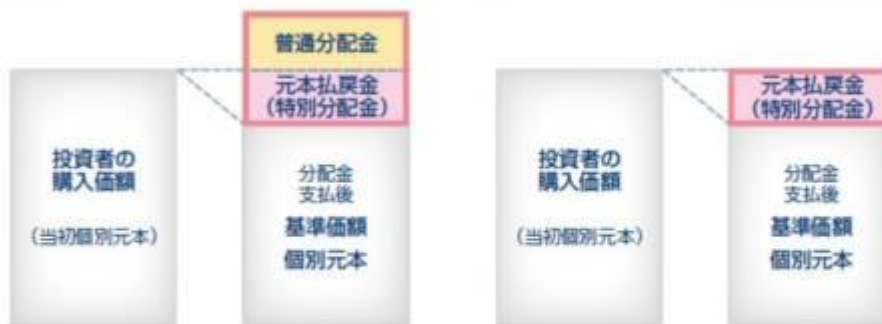 普通分配金
元本払戻金
（特別分配金）
投資者の
購入価額
（当初個別元本）
分配金
支払後
基準価額
個別元本
元本払戻金
（特別分配金）
投資者の
購入価額
（当初個別元本）
分配金
支払後
基準価額
個別元本